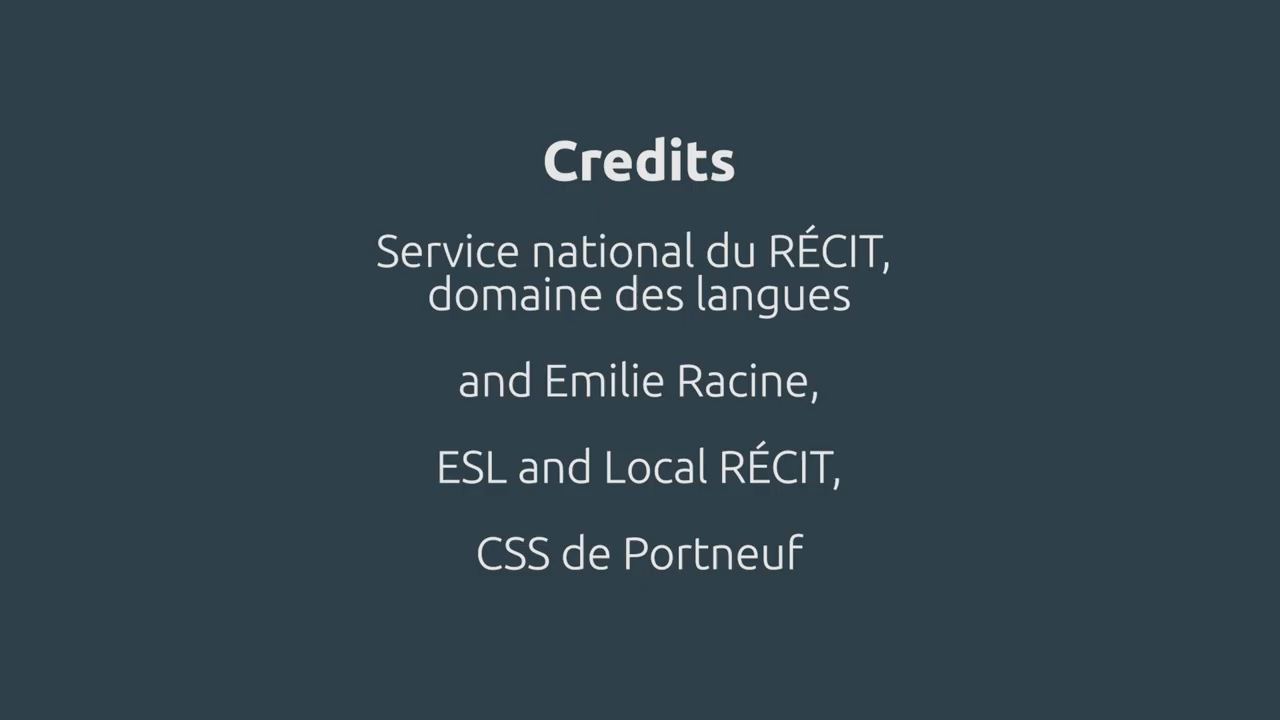 Credits
Service national du RÉCIT,
domaine des langues
and Emilie Racine,
ESL and Local RÉCIT,
CSS de Portneuf